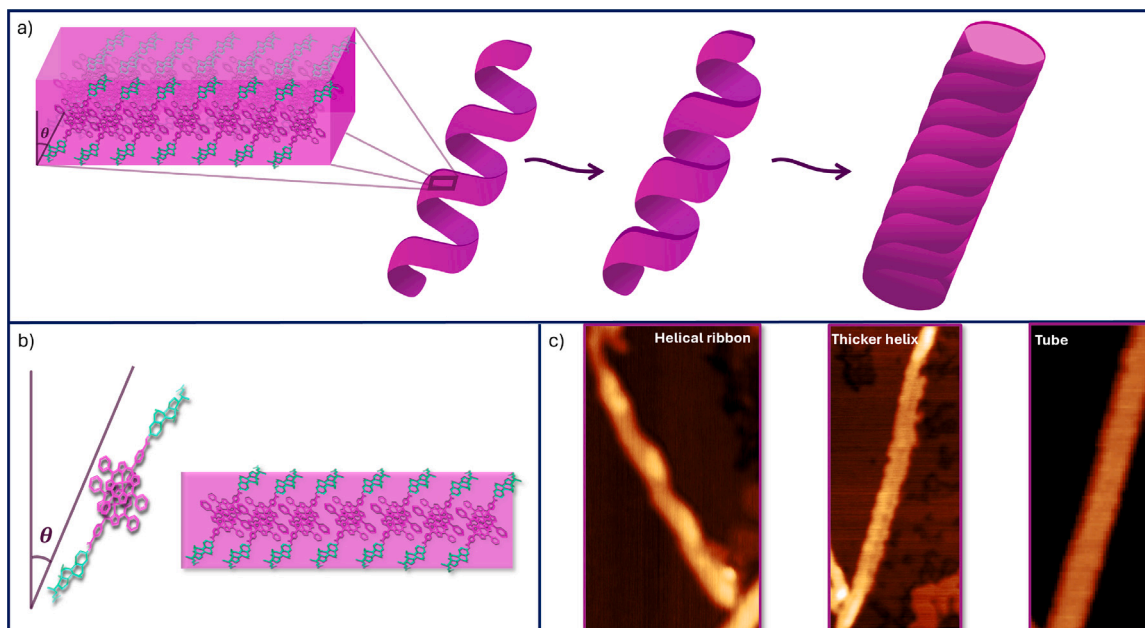 a)
θ
b)
θ
c)
Helical ribbon
Thicker helix
Tube